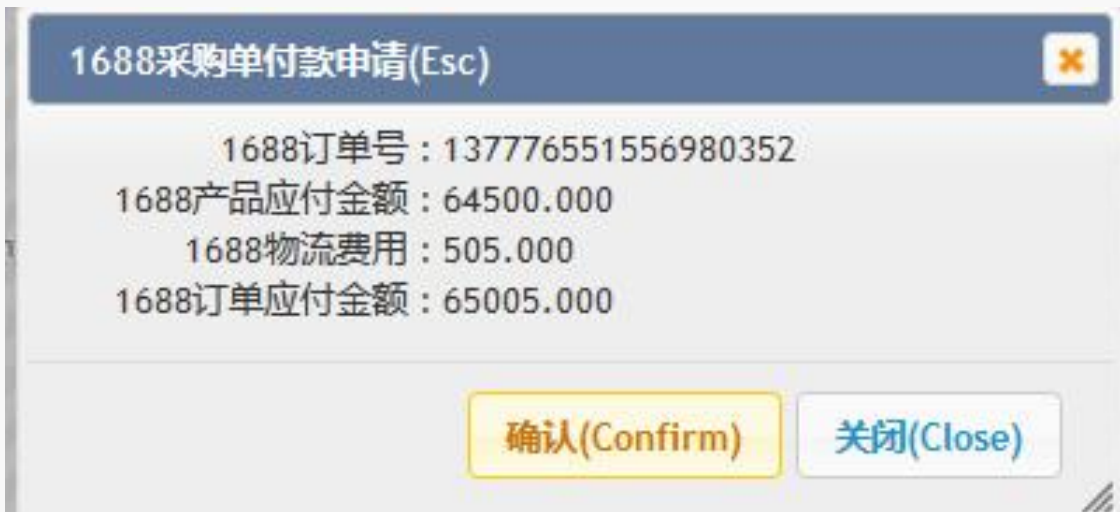 1688采购单付款申请(Esc)
1688订单号：137776551556980352
1688产品应付金额：64500.000
1688物流费用：505.000
1688订单应付金额：65005.000
确认(Confirm) 关闭(Close)